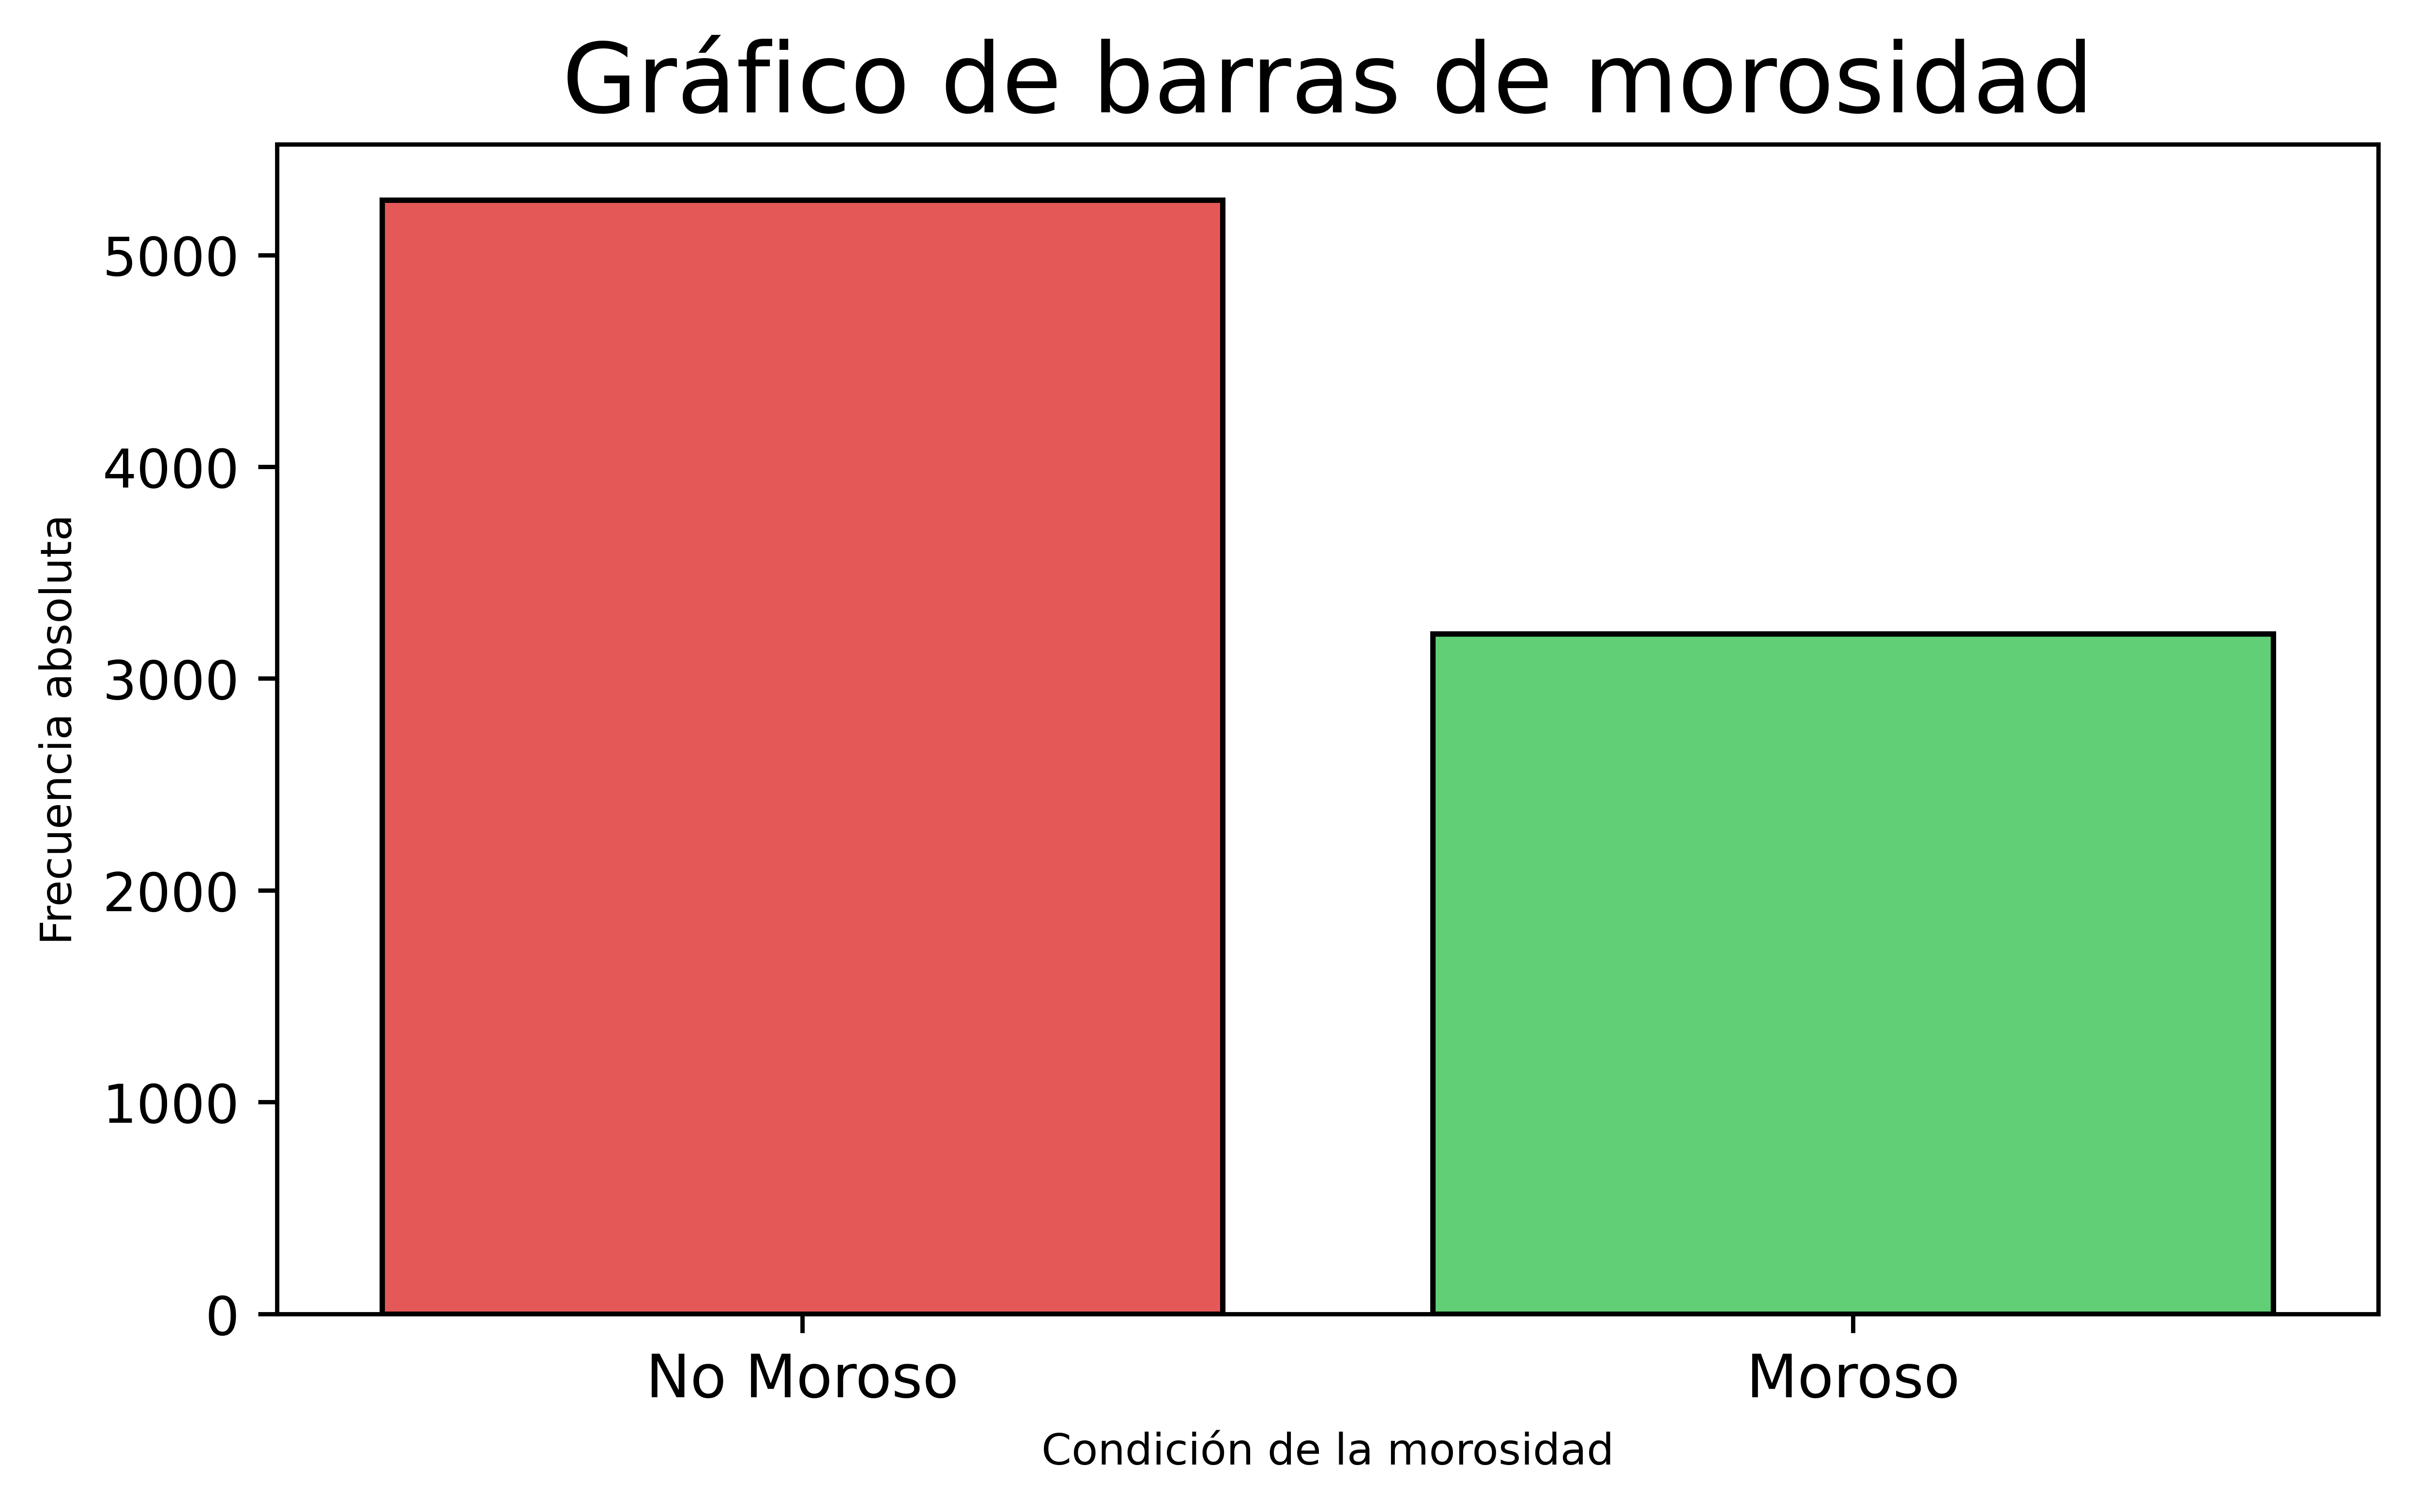 Gráfico de barras de morosidad
5000
4000
3000
2000
1000
0
Frecuencia absoluta
No Moroso
Moroso
Condición de la morosidad